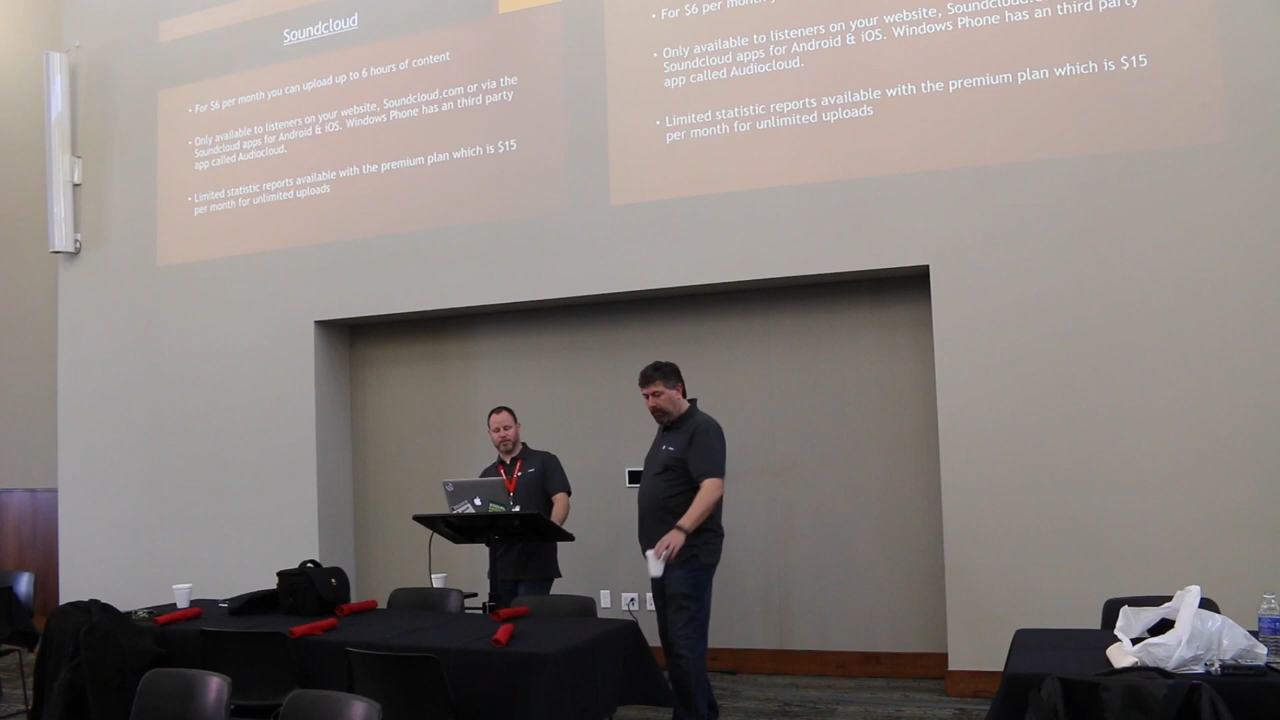 Soundcloud
• For $6 per month you can upload up to 6 hours of content
• Only available to listeners on your website, Soundcloud.com or via the
Soundcloud apps for Android & iOS. Windows Phone has an third party
app called Audiocloud.
• Limited statistic reports available with the premium plan which is $15
per month for unlimited uploads
• For $6 per month
• Only available to listeners on your website,
Soundcloud apps for Android & iOS. Windows Phone has an third party
app called Audiocloud.
• Limited statistic reports available with the premium plan which is $15
per month for unlimited uploads